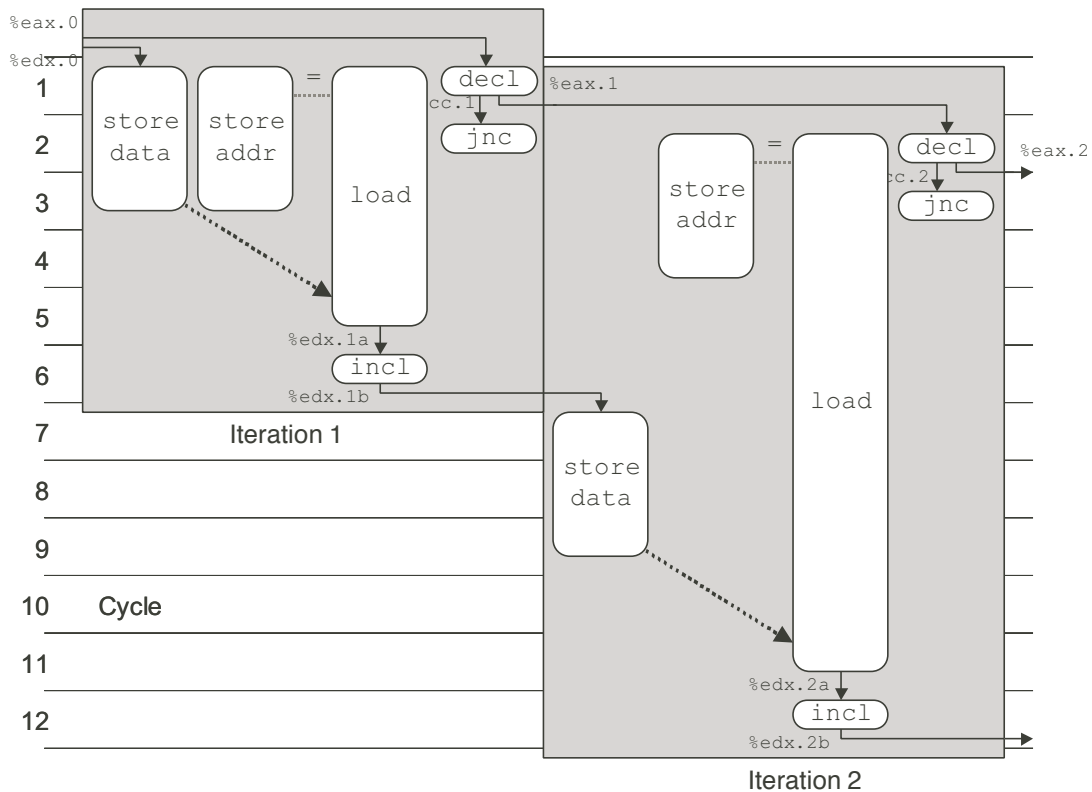 %eax.0
%edx.0
1
=
decl
%eax.1
cc.1
store
data
store
addr
load
jnc
2
=
decl
%eax.2
cc.2
store
addr
jnc
3
4
5
%edx.1a
incl
6
%edx.1b
load
7
Iteration 1
store
data
8
9
10
Cycle
11
%edx.2a
12
incl
%edx.2b
Iteration 2